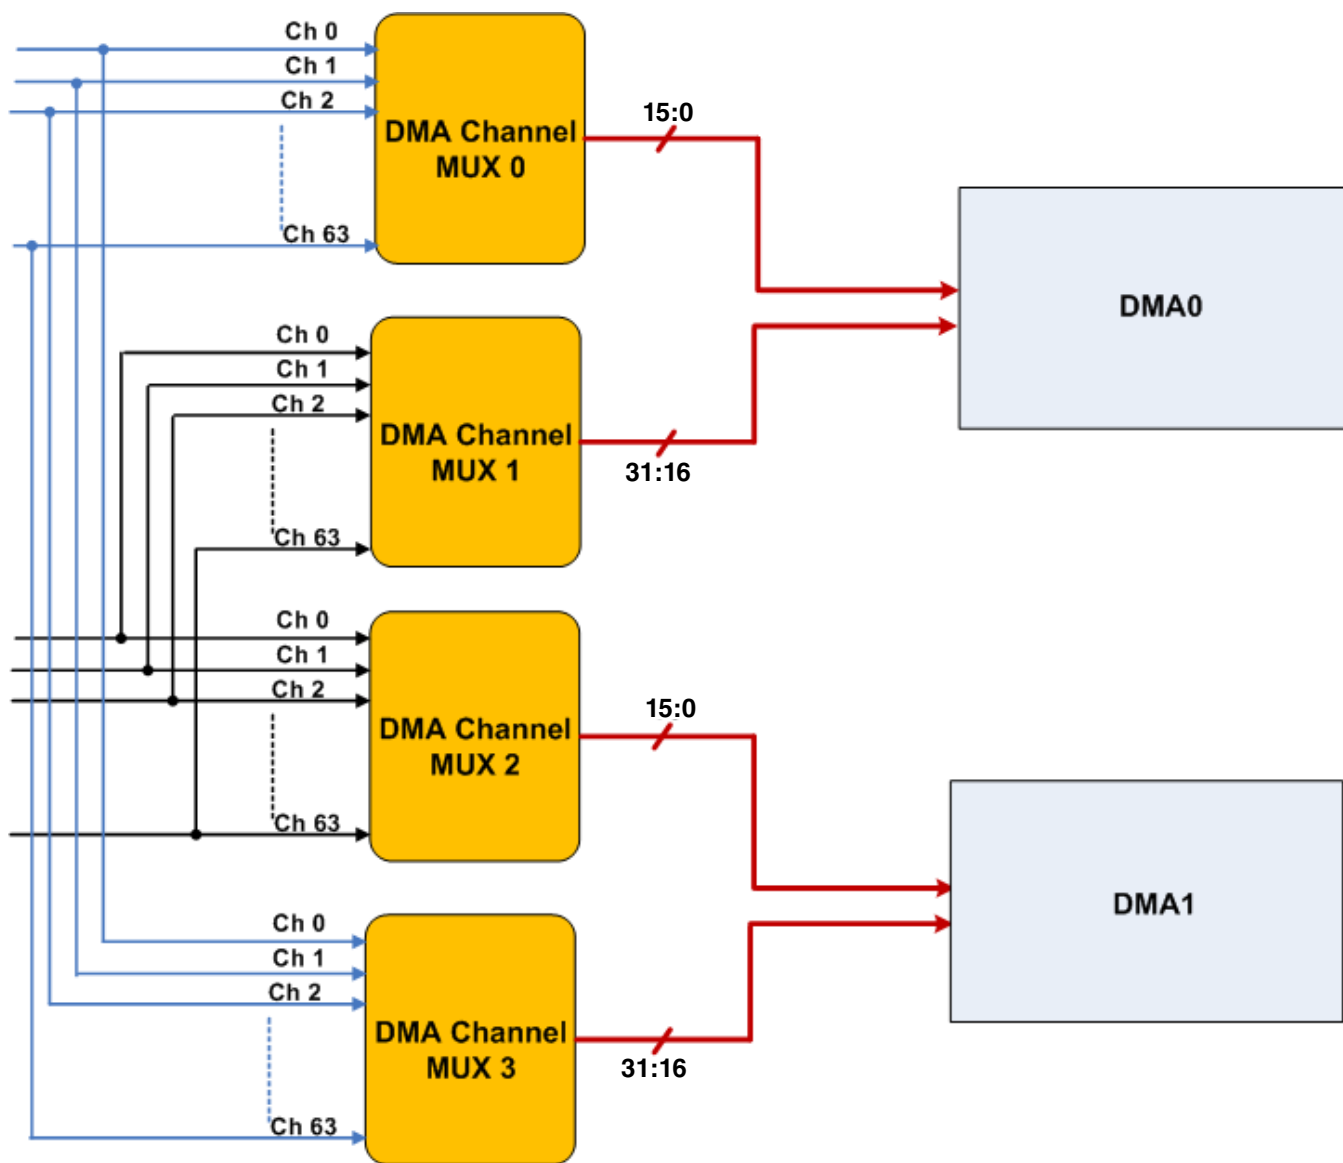 Ch 0
Ch 1
Ch 2
Ch 63
DMA Channel
MUX 0
15:0
DMA0
Ch 0
Ch 1
Ch 2
Ch 63
DMA Channel
MUX 1
31:16
Ch 0
Ch 1
Ch 2
Ch 63
DMA Channel
MUX 2
15:0
DMA1
Ch 0
Ch 1
Ch 2
Ch 63
DMA Channel
MUX 3
31:16